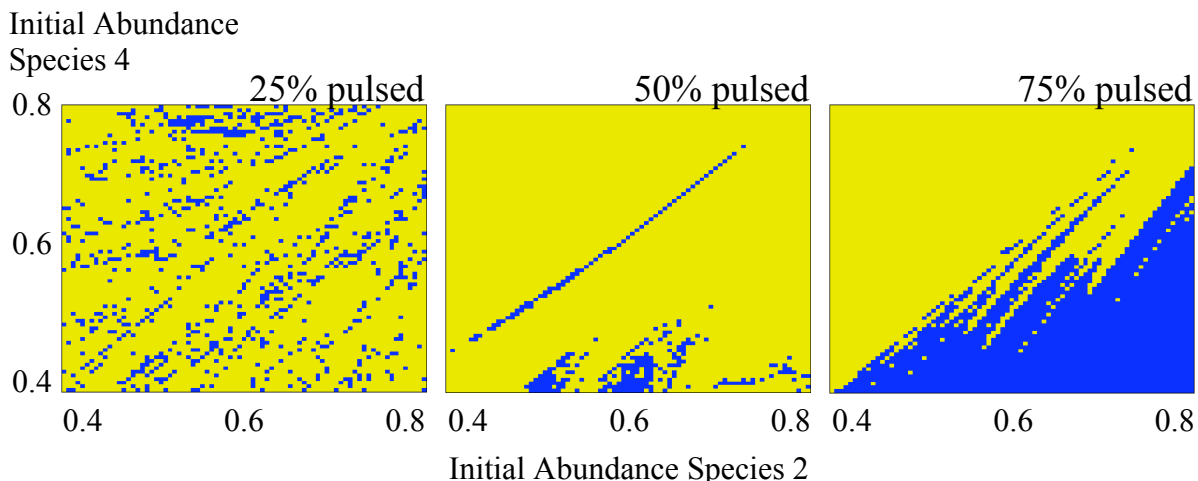 Initial Abundance
Species 4
25% pulsed
50% pulsed
75% pulsed
0.8
0.6
0.4
0.4 0.6 0.8
0.4 0.6 0.8
0.4 0.6 0.8
Initial Abundance Species 2